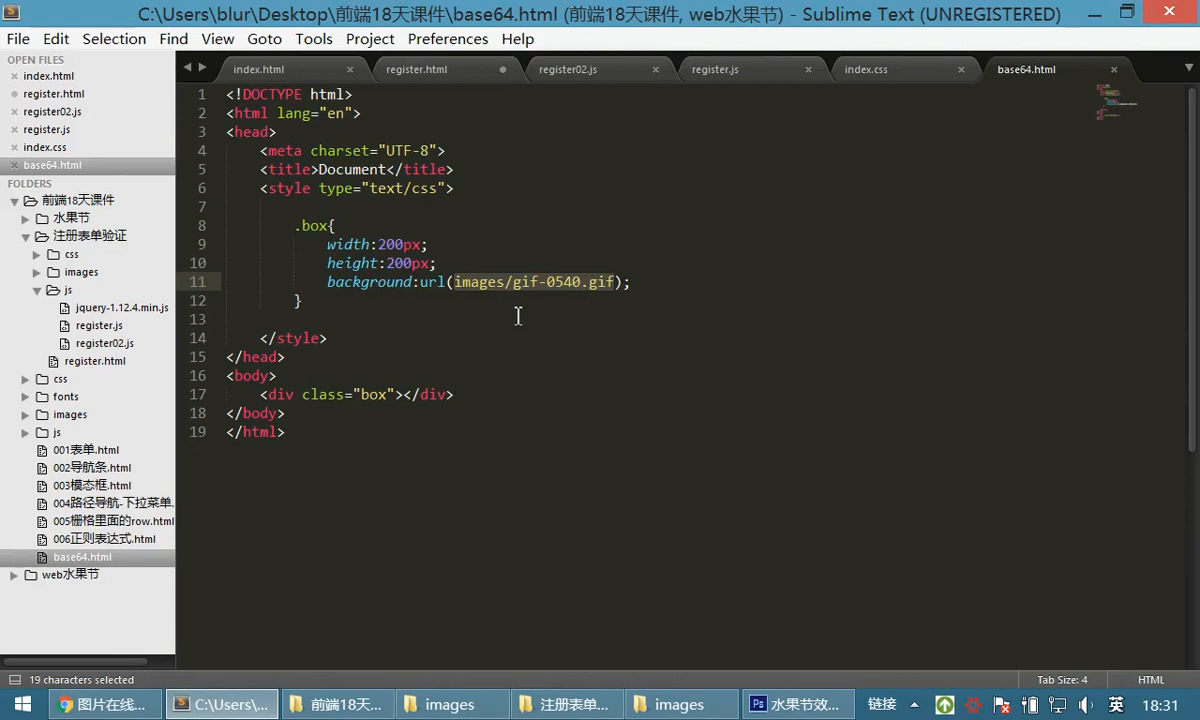 C:\Users\blur\Desktop\前端18天课件\base64.html (前端18天课件, web水果节) - Sublime Text (UNREGISTERED)
File Edit Selection Find View Goto Tools Project Preferences Help
OPEN FILES
index.html
register.html
register02.js
register.js
index.css
base64.html
FOLDERS
前端18天课件
水果节
注册表单验证
css
images
js
jquery-1.12.4.min.js
register.js
register02.js
register.html
css
fonts
images
js
001表单.html
002导航条.html
003模态框.html
004路径导航-下拉菜单.
005栅格里面的row.html
006正则表达式.html
base64.html
web水果节
index.html register.html register02.js register.js index.css base64.html
1 <!DOCTYPE html>
2 <html lang="en">
3 <head>
4 <meta charset="UTF-8">
5 <title>Document</title>
6 <style type="text/css">
7
8 .box{
9 width:200px;
10 height:200px;
11 background:url(images/gif-0540.gif);
12 }
13
14 </style>
15 </head>
16 <body>
17 <div class="box"></div>
18 </body>
19 </html>
19 characters selected Tab Size: 4 HTML
图片在线... C:\Users\... 前端18天... images 注册表单... images 水果节效... 链接 英 18:31